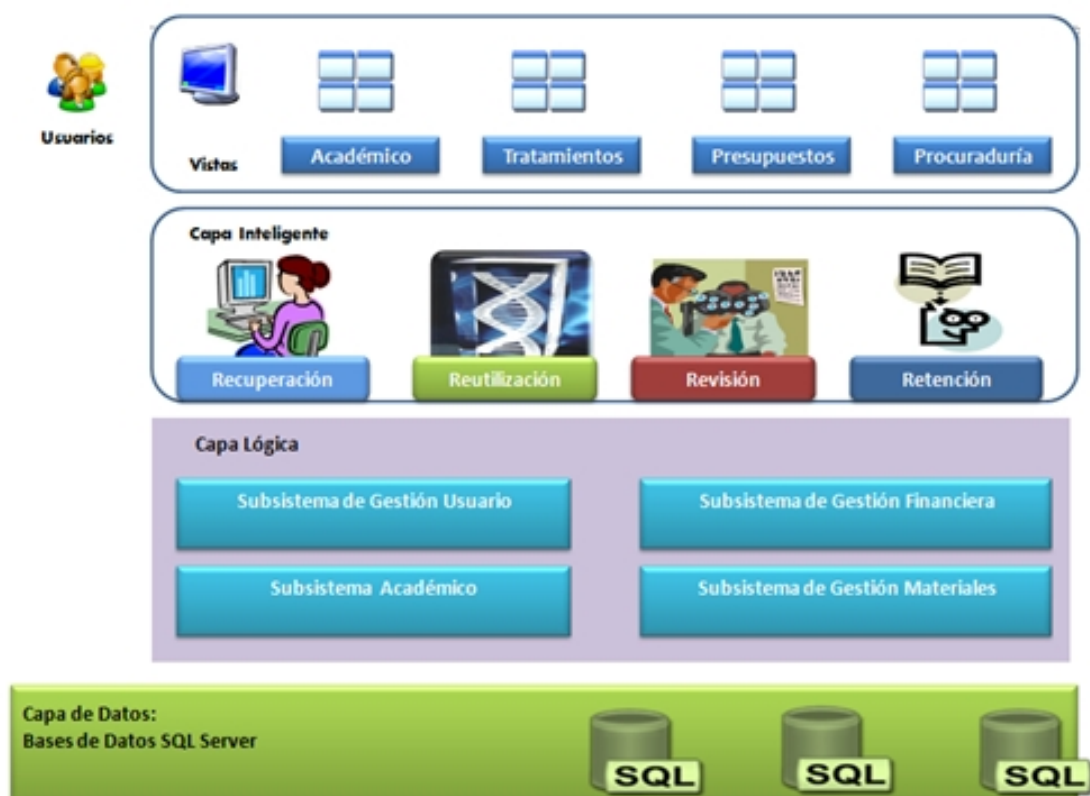 Usuarios
Vistas
Académico
Tratamientos
Presupuestos
Procuraduría
Capa Inteligente
Recuperación
Reutilización
Revisión
Retención
Capa Lógica
Subsistema de Gestión Usuario
Subsistema de Gestión Financiera
Subsistema Académico
Subsistema de Gestión Materiales
Capa de Datos:
Bases de Datos SQL Server
SQL
SQL
SQL